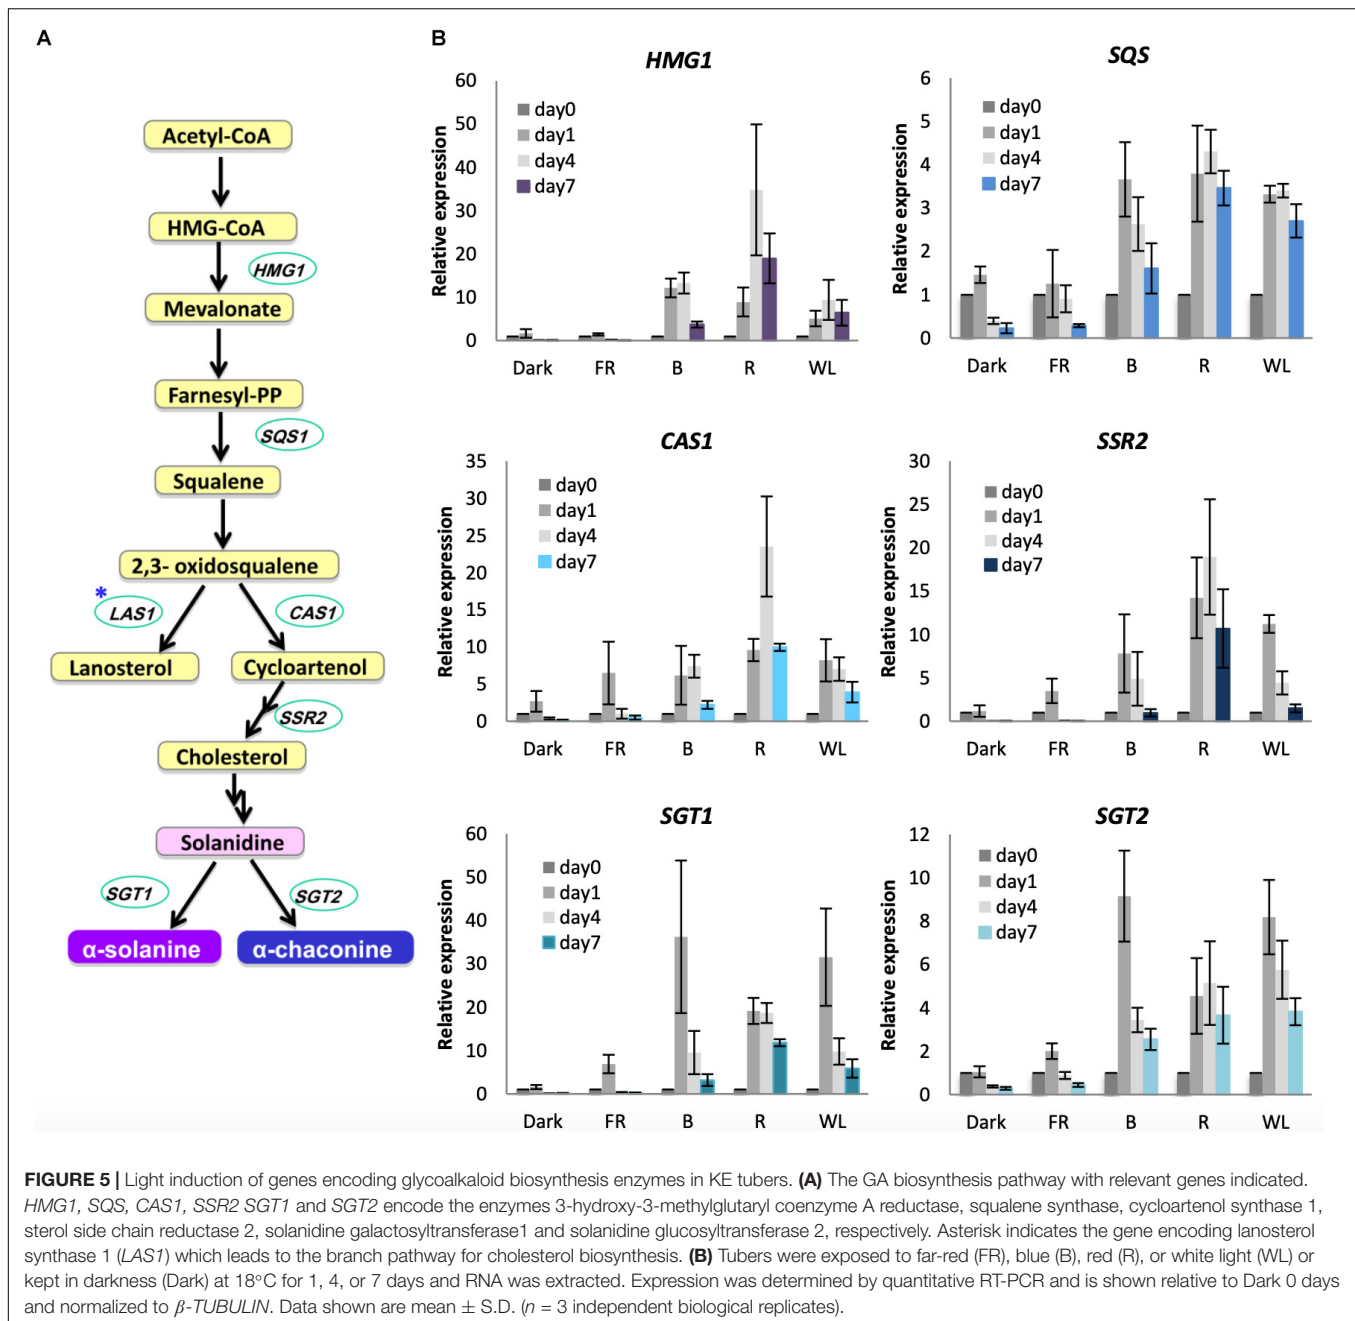 A
Acetyl-CoA
HMG-CoA
HMG1
Mevalonate
Farnesyl-PP
SQS1
Squalene
2,3- oxidosqualene
*
LAS1
CAS1
Lanosterol
Cycloartenol
SSR2
Cholesterol
Solanidine
SGT1
SGT2
α-solanine
α-chaconine
B
HMG1
Relative expression
60
50
40
30
20
10
0
day0
day1
day4
day7
Dark FR B R WL
SQS
Relative expression
6
5
4
3
2
1
0
day0
day1
day4
day7
Dark FR B R WL
CAS1
Relative expression
35
30
25
20
15
10
5
0
day0
day1
day4
day7
Dark FR B R WL
SSR2
Relative expression
30
25
20
15
10
5
0
day0
day1
day4
day7
Dark FR B R WL
SGT1
Relative expression
60
50
40
30
20
10
0
day0
day1
day4
day7
Dark FR B R WL
SGT2
Relative expression
12
10
8
6
4
2
0
day0
day1
day4
day7
Dark FR B R WL
FIGURE 5 | Light induction of genes encoding glycoalkaloid biosynthesis enzymes in KE tubers. (A) The GA biosynthesis pathway with relevant genes indicated.
HMG1, SQS, CAS1, SSR2 SGT1 and SGT2 encode the enzymes 3-hydroxy-3-methylglutaryl coenzyme A reductase, squalene synthase, cycloartenol synthase 1,
sterol side chain reductase 2, solanidine galactosyltransferase1 and solanidine glucosyltransferase 2, respectively. Asterisk indicates the gene encoding lanosterol
synthase 1 (LAS1) which leads to the branch pathway for cholesterol biosynthesis. (B) Tubers were exposed to far-red (FR), blue (B), red (R), or white light (WL) or
kept in darkness (Dark) at 18°C for 1, 4, or 7 days and RNA was extracted. Expression was determined by quantitative RT-PCR and is shown relative to Dark 0 days
and normalized to β-TUBULIN. Data shown are mean ± S.D. (n = 3 independent biological replicates).